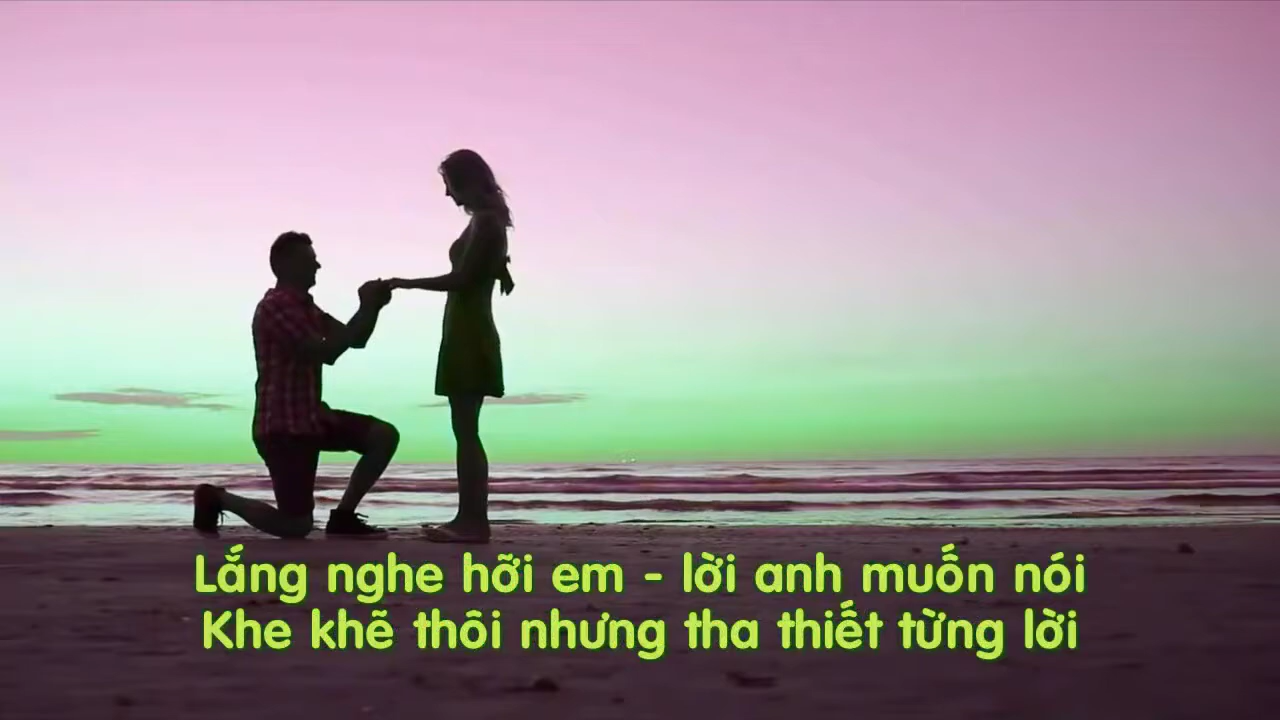 Lắng nghe hỡi em - lời anh muốn nói
Khe khẽ thôi nhưng tha thiết từng lời